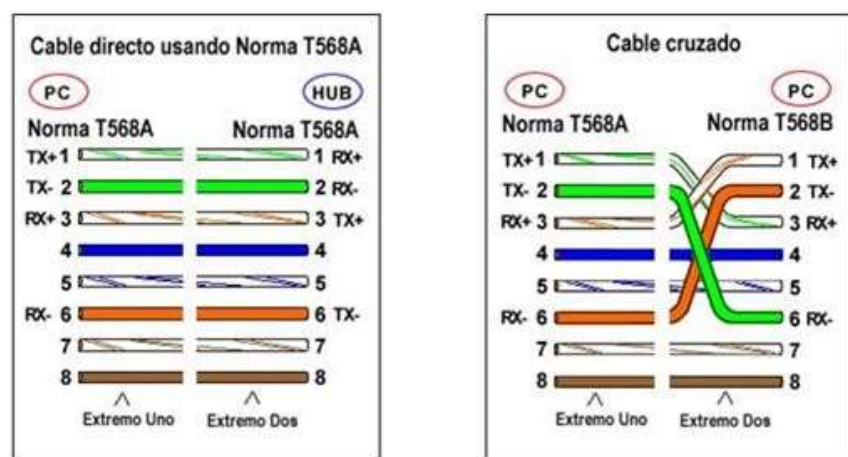 Cable directo usando Norma T568A
PC HUB
Norma T568A Norma T568A
TX+ 1 1 RX+
TX- 2 2 RX-
RX+ 3 3 TX+
4 4
5 5
RX- 6 6 TX-
7 7
8 8
Extremo Uno Extremo Dos
Cable cruzado
PC PC
Norma T568A Norma T568B
TX+ 1 1 TX+
TX- 2 2 TX-
RX+ 3 3 RX+
4 4
5 5
RX- 6 6 RX-
7 7
8 8
Extremo Uno Extremo Dos